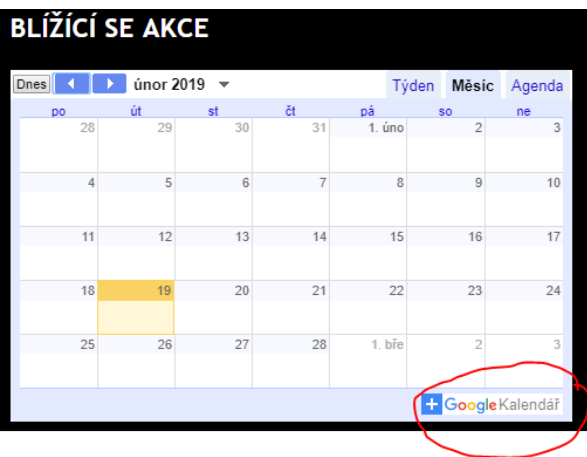 BLÍŽÍCÍ SE AKCE
Dnes únor 2019 Týden Měsíc Agenda
po út st čt pá so ne
28 29 30 31 1. úno 2 3
4 5 6 7 8 9 10
11 12 13 14 15 16 17
18 19 20 21 22 23 24
25 26 27 28 1. bře 2 3
+ Google Kalendář